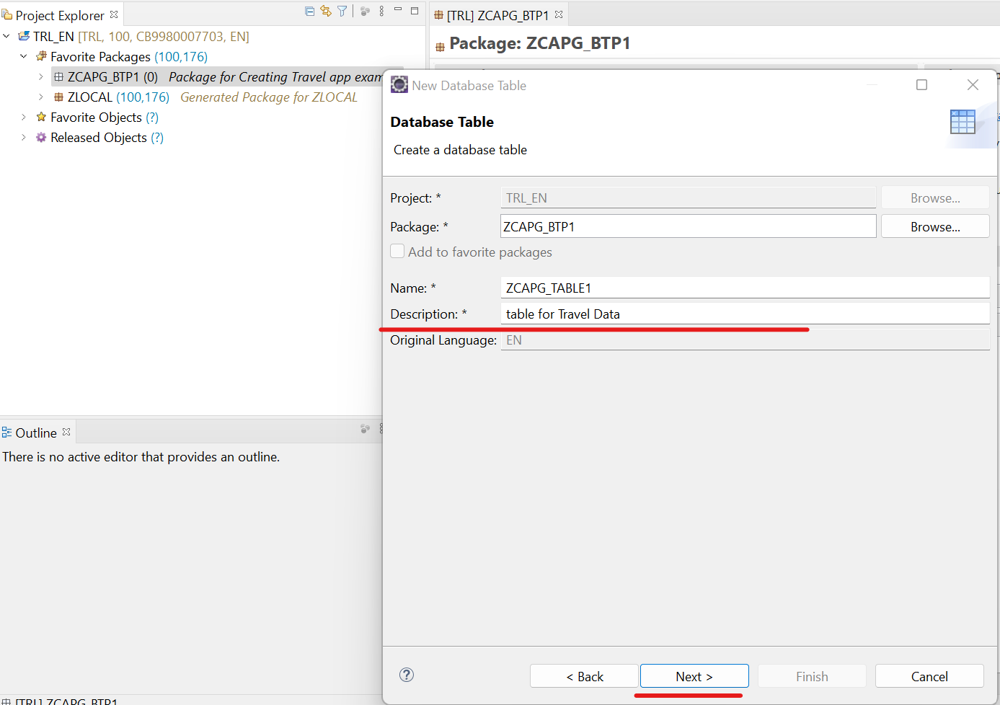 Project Explorer
TRL_EN [TRL, 100, CB9980007703, EN]
Favorite Packages (100,176)
ZCAPG_BTP1 (0) Package for Creating Travel app exam
ZLOCAL (100,176) Generated Package for ZLOCAL
Favorite Objects (?)
Released Objects (?)
Outline
There is no active editor that provides an outline.
[TRL] ZCAPG_BTP1
[TRL] ZCAPG_BTP1
Package: ZCAPG_BTP1
New Database Table
Database Table
Create a database table
Project: * TRL_EN Browse...
Package: * ZCAPG_BTP1 Browse...
Add to favorite packages
Name: * ZCAPG_TABLE1
Description: * table for Travel Data
Original Language: EN
< Back Next > Finish Cancel